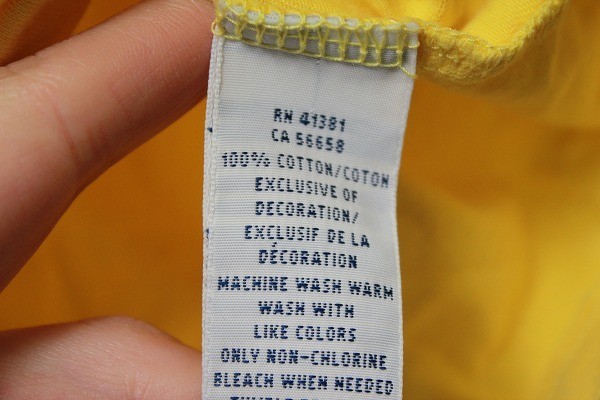 RN 41381
CA 56658
100% COTTON/COTON
EXCLUSIVE OF
DECORATION/
EXCLUSIF DE LA
DÉCORATION
MACHINE WASH WARM
WASH WITH
LIKE COLORS
ONLY NON-CHLORINE
BLEACH WHEN NEEDED